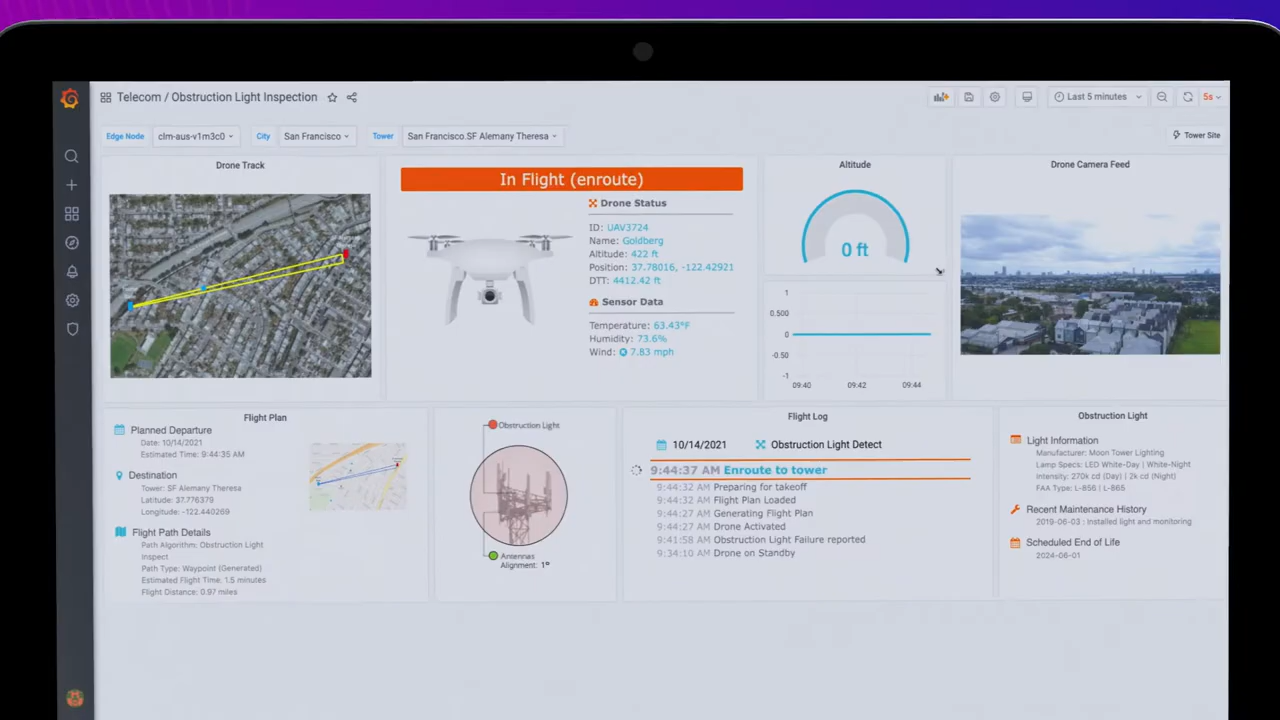 Telecom / Obstruction Light Inspection
Last 5 minutes
5s
Edge Node
clm-aus-v1m3c0
City
San Francisco
Tower
San Francisco.SF Alemany Theresa
Tower Site
Drone Track
In Flight (enroute)
Drone Status
ID: UAV3724
Name: Goldberg
Altitude: 422 ft
Position: 37.78016, -122.42921
DTT: 4412.42 ft
Sensor Data
Temperature: 63.43°F
Humidity: 73.6%
Wind: 7.83 mph
Altitude
0 ft
1
0.500
0
-0.50
-1
09:40
09:42
09:44
Drone Camera Feed
Flight Plan
Planned Departure
Date: 10/14/2021
Estimated Time: 9:44:35 AM
Destination
Tower: SF Alemany Theresa
Latitude: 37.776379
Longitude: -122.440269
Flight Path Details
Path Algorithm: Obstruction Light
Inspect
Path Type: Waypoint (Generated)
Estimated Flight Time: 1.5 minutes
Flight Distance: 0.97 miles
Obstruction Light
Antennas
Alignment: 1°
Flight Log
10/14/2021
Obstruction Light Detect
9:44:37 AM Enroute to tower
9:44:32 AM Preparing for takeoff
9:44:32 AM Flight Plan Loaded
9:44:27 AM Generating Flight Plan
9:44:27 AM Drone Activated
9:41:58 AM Obstruction Light Failure reported
9:34:10 AM Drone on Standby
Obstruction Light
Light Information
Manufacturer: Moon Tower Lighting
Lamp Specs: LED White-Day | White-Night
Intensity: 270k cd (Day) | 2k cd (Night)
FAA Type: L-856 | L-865
Recent Maintenance History
2019-06-03 : Installed light and monitoring
Scheduled End of Life
2024-06-01